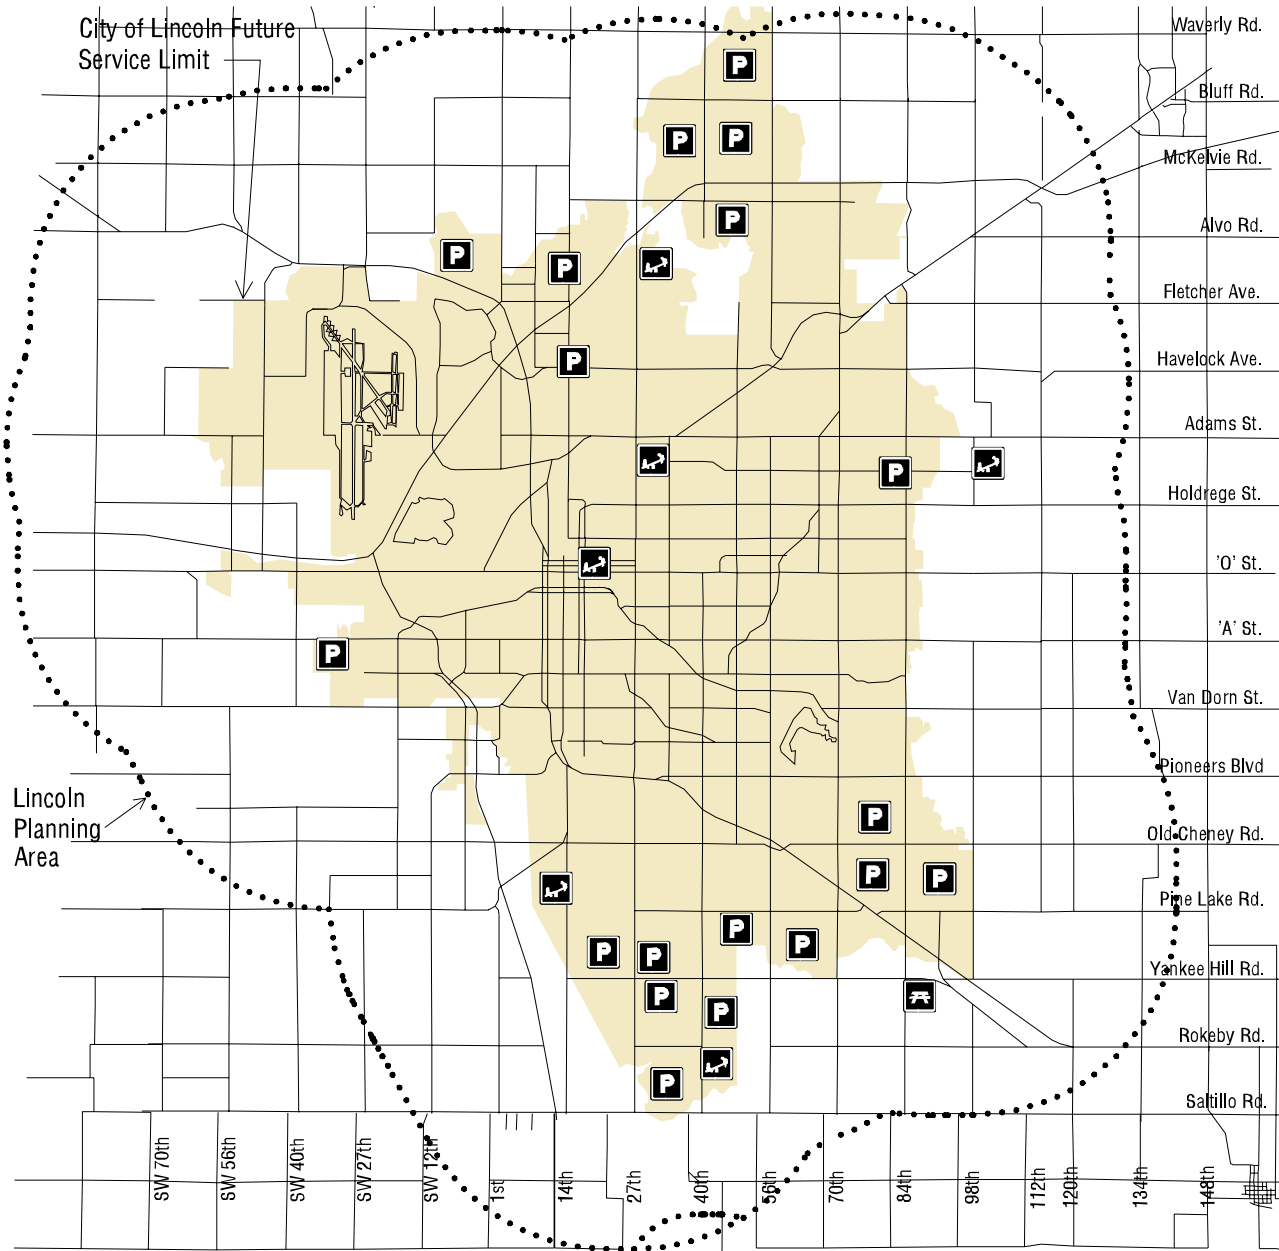 City of Lincoln Future
Service Limit
Waverly Rd.
P
Bluff Rd.
P
P
McKelvie Rd.
P
Alvo Rd.
P
P
Fletcher Ave.
P
Havelock Ave.
Adams St.
P
Holdrege St.
'O' St.
'A' St.
P
Van Dorn St.
Pioneers Blvd
Lincoln
Planning
Area
P
Old Cheney Rd.
P
P
Pine Lake Rd.
P
P
P
P
Yankee Hill Rd.
P
P
Rokeby Rd.
P
Saltillo Rd.
SW 70th
SW 56th
SW 40th
SW 27th
SW 12th
1st
14th
27th
40th
56th
70th
84th
98th
112th
120th
134th
148th